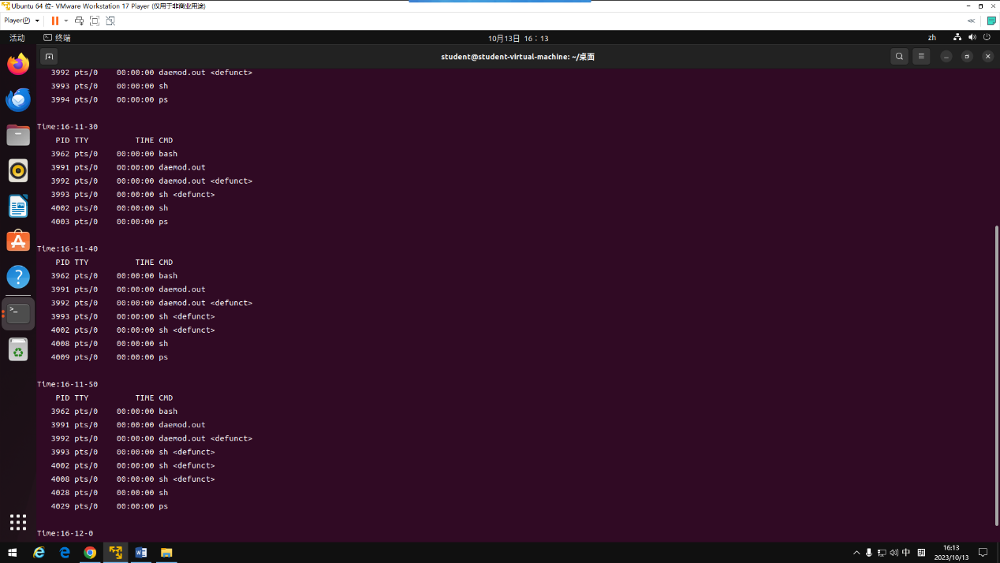 Ubuntu 64 位- VMware Workstation 17 Player (仅用于非商业用途)
Player(P)
活动 终端 10月13日 16：13 zh
student@student-virtual-machine: ~/桌面
3992 pts/0 00:00:00 daemod.out <defunct>
3993 pts/0 00:00:00 sh
3994 pts/0 00:00:00 ps
Time:16-11-30
PID TTY TIME CMD
3962 pts/0 00:00:00 bash
3991 pts/0 00:00:00 daemod.out
3992 pts/0 00:00:00 daemod.out <defunct>
3993 pts/0 00:00:00 sh <defunct>
4002 pts/0 00:00:00 sh
4003 pts/0 00:00:00 ps
Time:16-11-40
PID TTY TIME CMD
3962 pts/0 00:00:00 bash
3991 pts/0 00:00:00 daemod.out
3992 pts/0 00:00:00 daemod.out <defunct>
3993 pts/0 00:00:00 sh <defunct>
4002 pts/0 00:00:00 sh <defunct>
4008 pts/0 00:00:00 sh
4009 pts/0 00:00:00 ps
Time:16-11-50
PID TTY TIME CMD
3962 pts/0 00:00:00 bash
3991 pts/0 00:00:00 daemod.out
3992 pts/0 00:00:00 daemod.out <defunct>
3993 pts/0 00:00:00 sh <defunct>
4002 pts/0 00:00:00 sh <defunct>
4008 pts/0 00:00:00 sh <defunct>
4028 pts/0 00:00:00 sh
4029 pts/0 00:00:00 ps
Time:16-12-0
中
16:13
2023/10/13